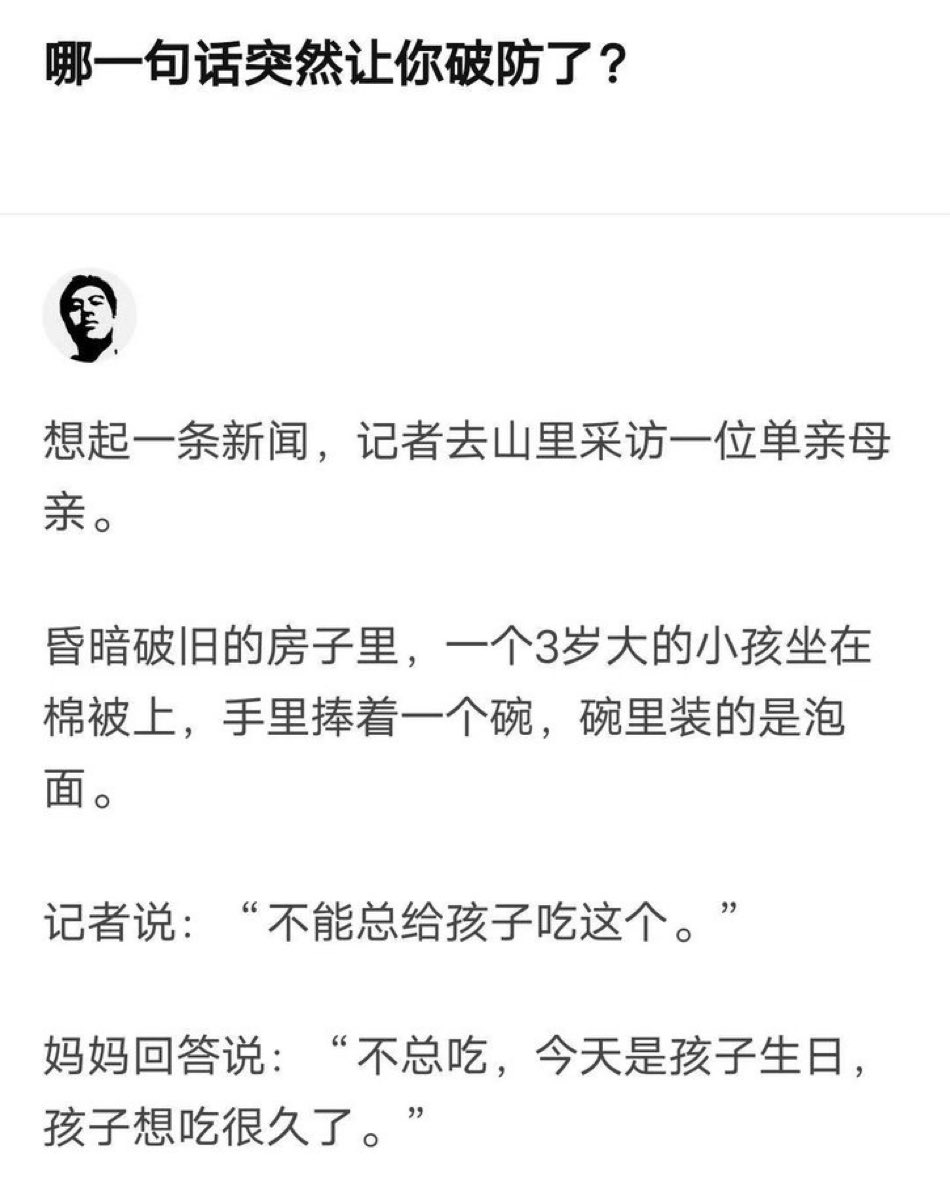 哪一句话突然让你破防了？
想起一条新闻，记者去山里采访一位单亲母
亲。
昏暗破旧的房子里，一个3岁大的小孩坐在
棉被上，手里捧着一个碗，碗里装的是泡
面。
记者说：“不能总给孩子吃这个。”
妈妈回答说：“不总吃，今天是孩子生日，
孩子想吃很久了。”